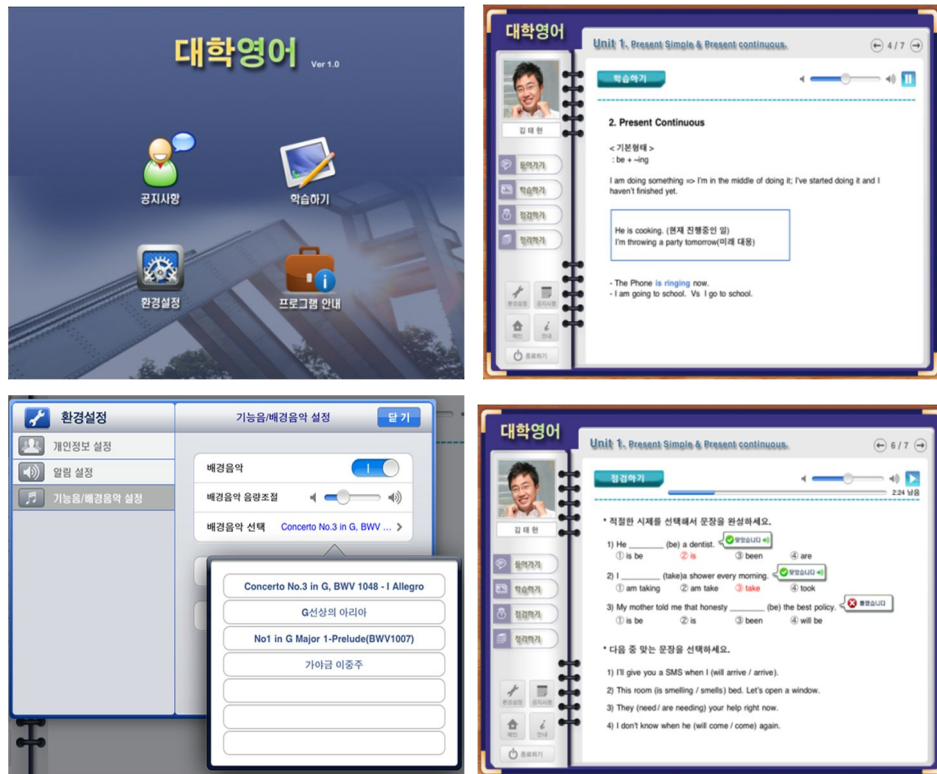 대학영어 Ver 1.0
공지사항
학습하기
환경설정
프로그램 안내
대학영어
Unit 1. Present Simple & Present continuous.
4 / 7
학습하기
김태현
들어가기
학습하기
점검하기
정리하기
환경설정
공지사항
메인
안내
종료하기
2. Present Continuous
< 기본형태 >
: be + ~ing
I am doing something => I'm in the middle of doing it; I've started doing it and I
haven't finished yet.
He is cooking. (현재 진행중인 일)
I'm throwing a party tomorrow(미래 대용)
- The Phone is ringing now.
- I am going to school. Vs I go to school.
환경설정
개인정보 설정
알림 설정
기능음/배경음악 설정
기능음/배경음악 설정
닫기
배경음악
배경음악 음량조절
배경음악 선택 Concerto No.3 in G, BWV ...
Concerto No.3 in G, BWV 1048 - I Allegro
G선상의 아리아
No1 in G Major 1-Prelude(BWV1007)
가야금 이중주
대학영어
Unit 1. Present Simple & Present continuous.
6 / 7
점검하기
2:24 남음
김태현
들어가기
학습하기
점검하기
정리하기
환경설정
공지사항
메인
안내
종료하기
* 적절한 시제를 선택해서 문장을 완성하세요.
1) He _______ (be) a dentist. 맞았습니다
① is be ② is ③ been ④ are
2) I _______ (take)a shower every morning. 맞았습니다
① am taking ② am take ③ take ④ took
3) My mother told me that honesty _______ (be) the best policy. 틀렸습니다
① is be ② is ③ been ④ will be
* 다음 중 맞는 문장을 선택하세요.
1) I'll give you a SMS when I (will arrive / arrive).
2) This room (is smelling / smells) bed. Let's open a window.
3) They (need / are needing) your help right now.
4) I don't know when he (will come / come) again.